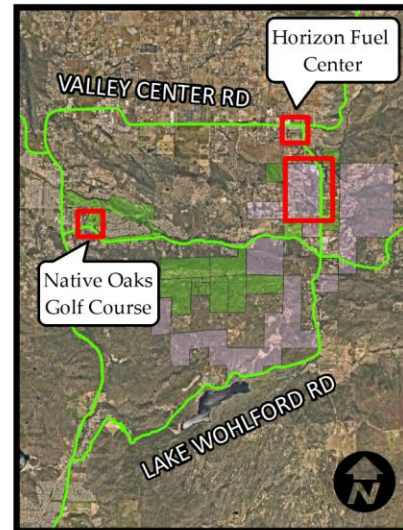 Horizon Fuel
Center
VALLEY CENTER RD
Native Oaks
Golf Course
LAKE WOHLFORD RD
N